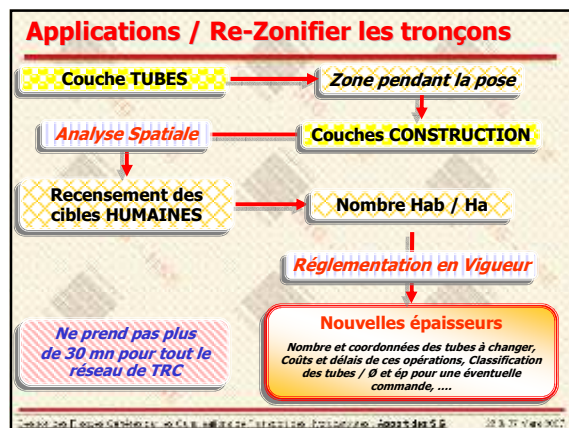 Applications / Re-Zonifier les tronçons
Couche TUBES
Zone pendant la pose
Analyse Spatiale
Couches CONSTRUCTION
Recensement des
cibles HUMAINES
Nombre Hab / Ha
Réglementation en Vigueur
Ne prend pas plus
de 30 mn pour tout le
réseau de TRC
Nouvelles épaisseurs
Nombre et coordonnées des tubes à changer,
Coûts et délais de ces opérations, Classification
des tubes / Ø et ép pour une éventuelle
commande, ....